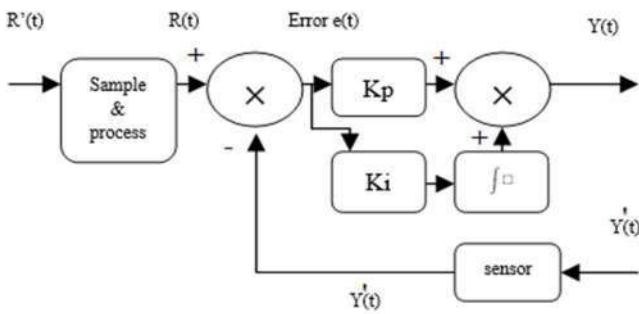 R'(t) R(t) Error e(t) Y(t)
+ + 
Sample
&
process
× Kp ×
- +
Ki ∫□
Y'(t)
sensor
Y'(t)